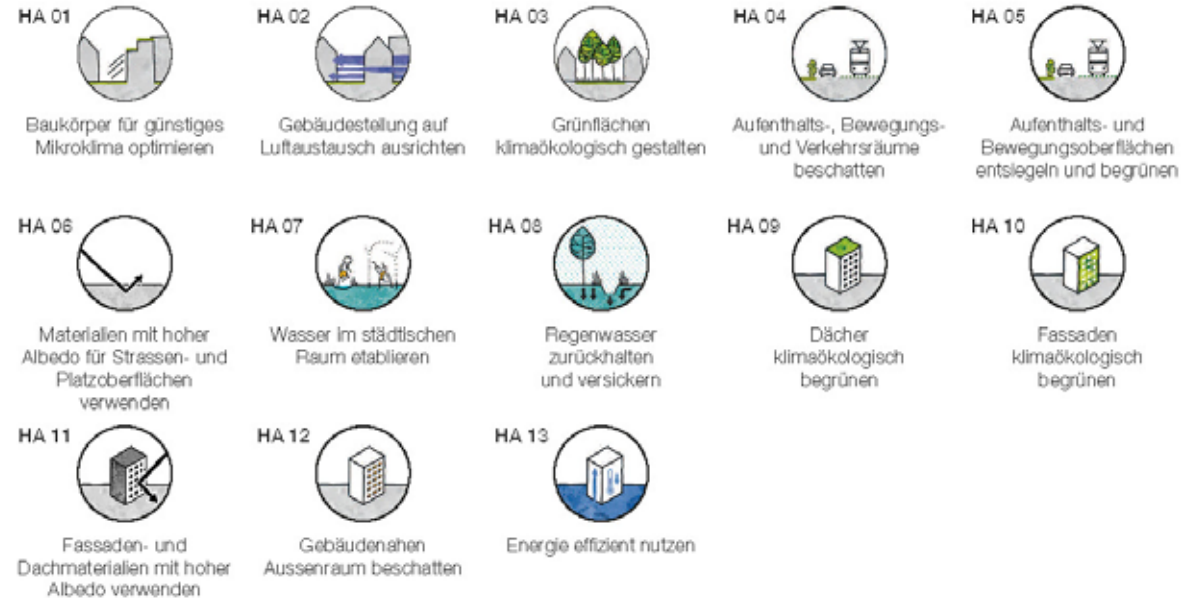 HA 01
Baukörper für günstiges
Mikroklima optimieren
HA 02
Gebäudestellung auf
Luftaustausch ausrichten
HA 03
Grünflächen
klimaökologisch gestalten
HA 04
Aufenthalts-, Bewegungs-
und Verkehrsräume
beschatten
HA 05
Aufenthalts- und
Bewegungsoberflächen
entsiegeln und begrünen
HA 06
Materialien mit hoher
Albedo für Strassen- und
Platzoberflächen
verwenden
HA 07
Wasser im städtischen
Raum etablieren
HA 08
Regenwasser
zurückhalten
und versickern
HA 09
Dächer
klimaökologisch
begrünen
HA 10
Fassaden
klimaökologisch
begrünen
HA 11
Fassaden- und
Dachmaterialien mit hoher
Albedo verwenden
HA 12
Gebäudenahen
Aussenraum beschatten
HA 13
Energie effizient nutzen